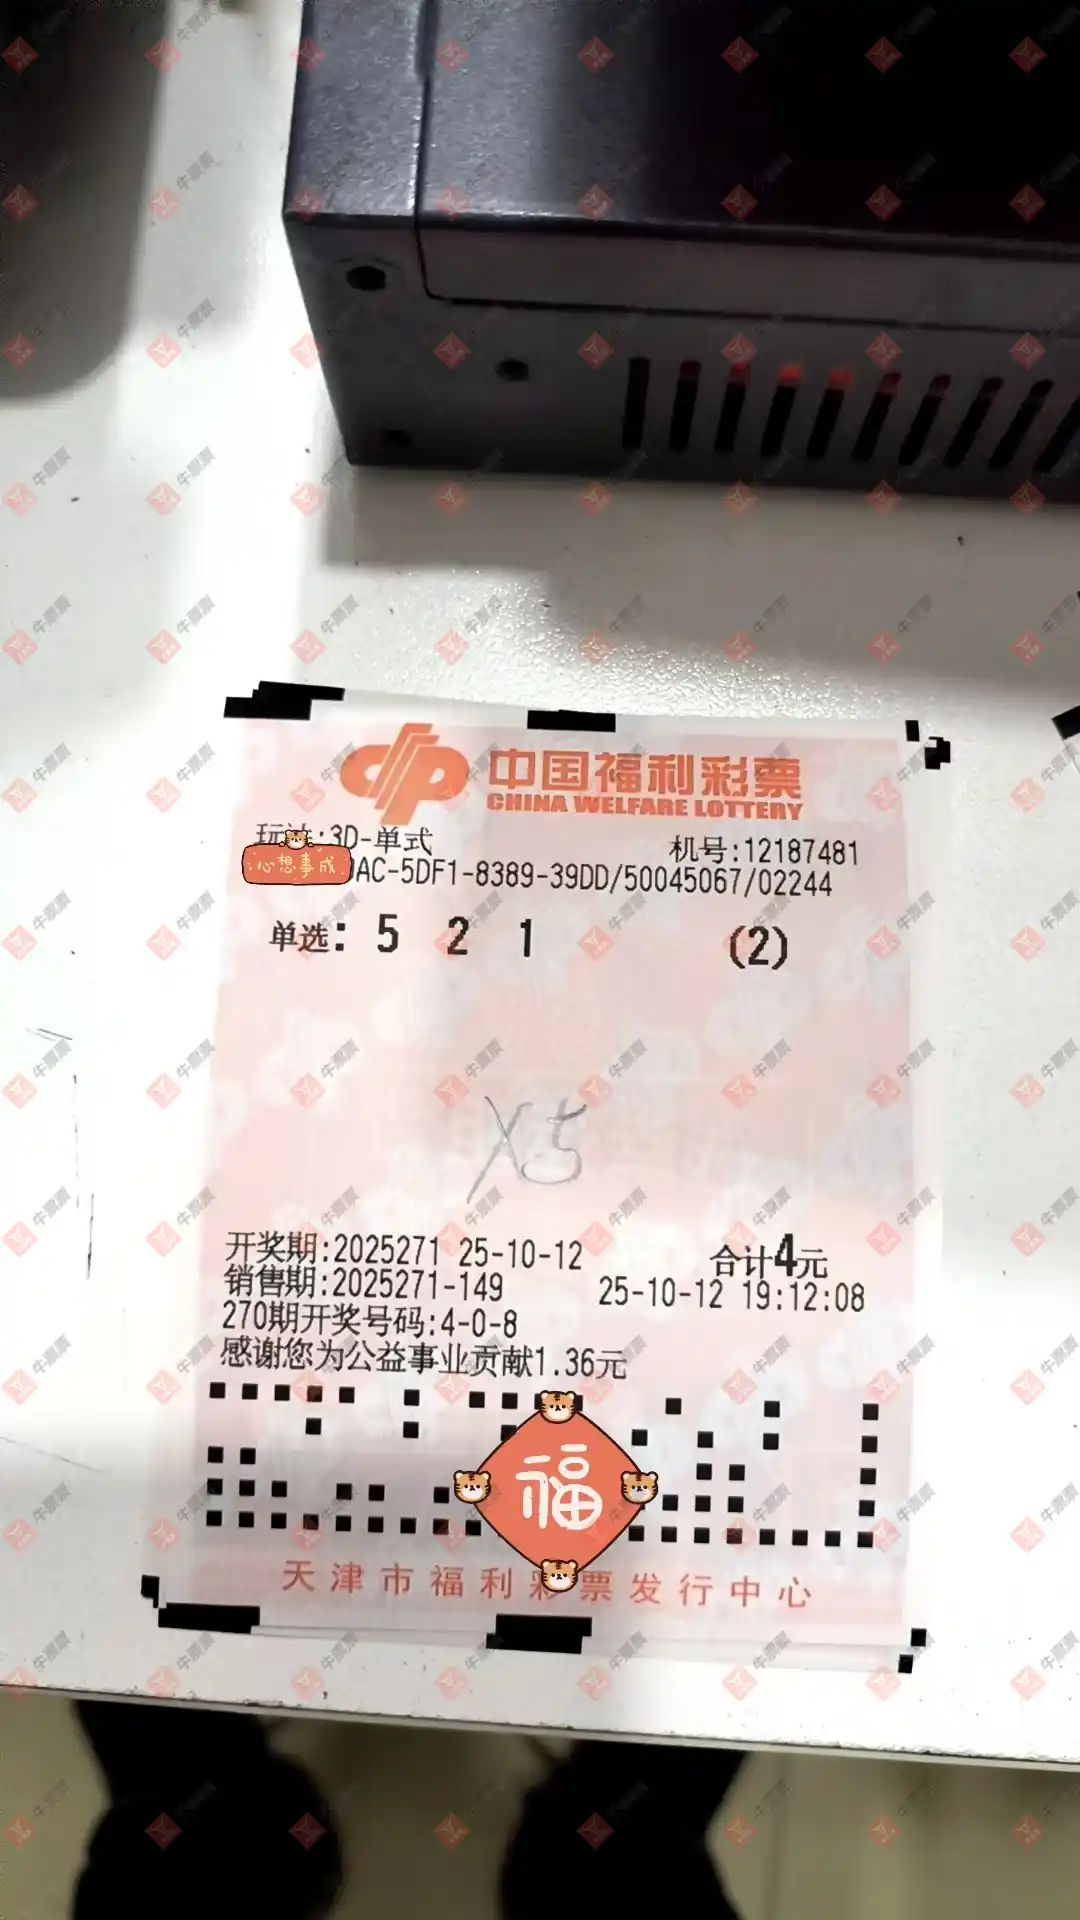 中国福利彩票
CHINA WELFARE LOTTERY
玩法:3D-单式
机号:12187481
心想事成
AC-5DF1-8389-39DD/50045067/02244
单选: 5 2 1 (2)
X5
开奖期:2025271 25-10-12 合计4元
销售期:2025271-149 25-10-12 19:12:08
270期开奖号码:4-0-8
感谢您为公益事业贡献1.36元
福
天津市福利彩票发行中心
牛票票